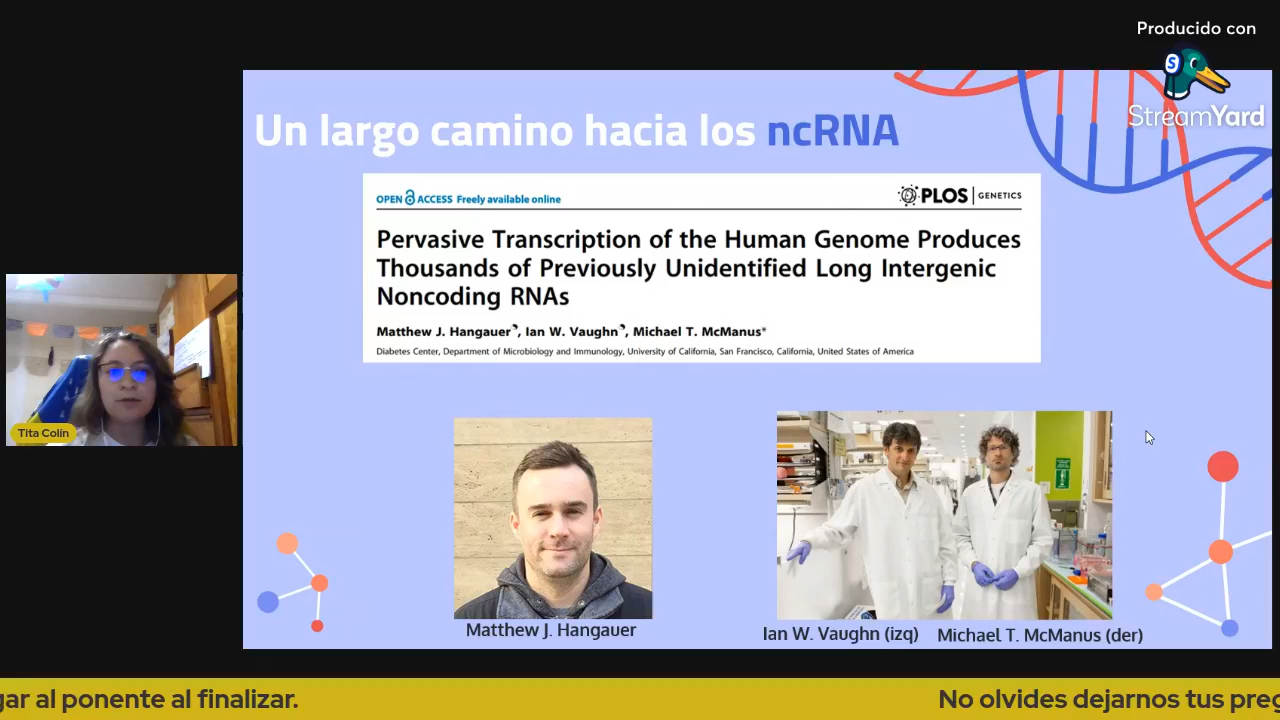 Producido con
StreamYard
Un largo camino hacia los ncRNA
OPEN ACCESS Freely available online
PLOS | GENETICS
Pervasive Transcription of the Human Genome Produces
Thousands of Previously Unidentified Long Intergenic
Noncoding RNAs
Matthew J. Hangauer, Ian W. Vaughn, Michael T. McManus*
Diabetes Center, Department of Microbiology and Immunology, University of California, San Francisco, California, United States of America
Tita Colín
Matthew J. Hangauer
Ian W. Vaughn (izq)
Michael T. McManus (der)
gar al ponente al finalizar.
No olvides dejarnos tus preg